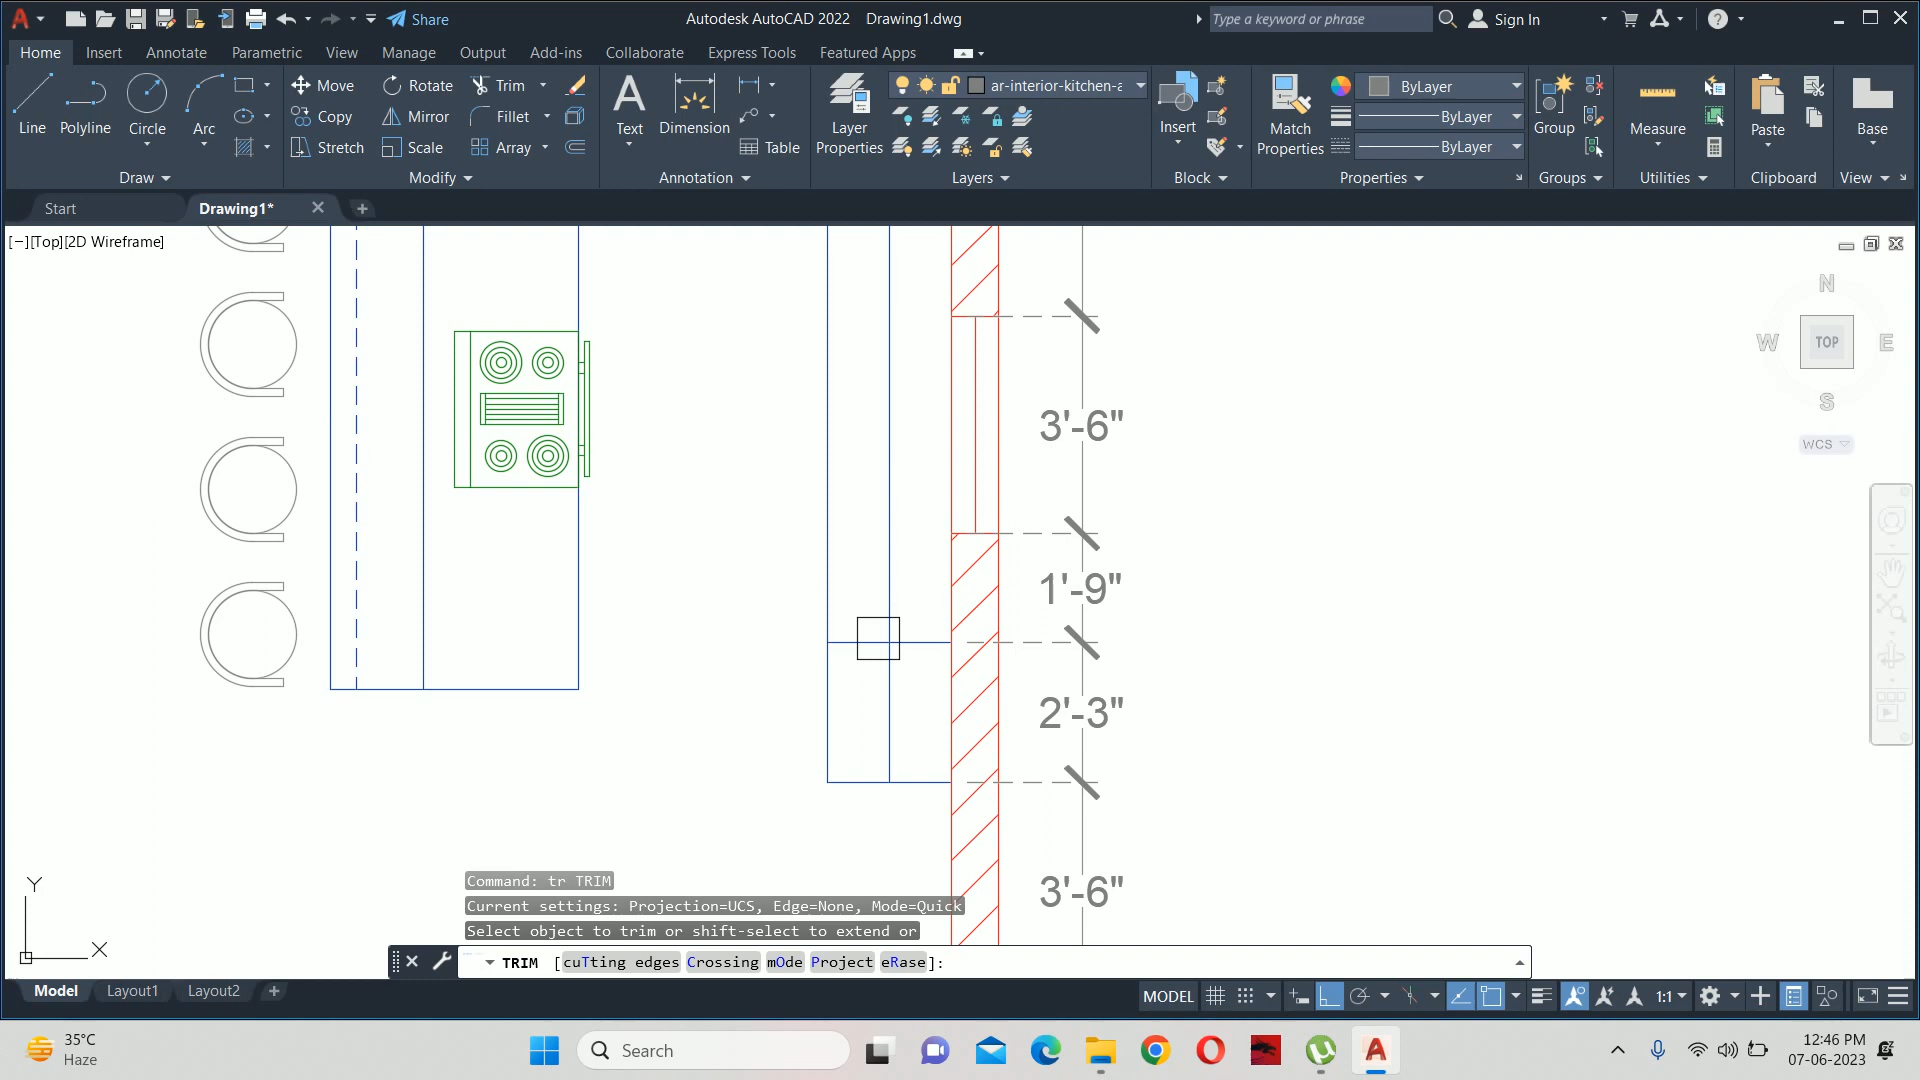 Share
Autodesk AutoCAD 2022 Drawing1.dwg
Type a keyword or phrase
Sign In
Home Insert Annotate Parametric View Manage Output Add-ins Collaborate Express Tools Featured Apps
Line
Polyline
Circle
Arc
Draw
Move
Rotate
Trim
Copy
Mirror
Fillet
Stretch
Scale
Array
Modify
Text
Dimension
Table
Annotation
Layer
Properties
ar-interior-kitchen-a
Layers
Insert
Block
Match
Properties
ByLayer
ByLayer
ByLayer
Properties
Group
Groups
Measure
Utilities
Paste
Clipboard
Base
View
Start
Drawing1*
[−][Top][2D Wireframe]
N
W
TOP
E
S
WCS
3'-6"
1'-9"
2'-3"
3'-6"
Y
X
Command: tr TRIM
Current settings: Projection=UCS, Edge=None, Mode=Quick
Select object to trim or shift-select to extend or
TRIM [cuTting edges Crossing mOde Project eRase]:
Model Layout1 Layout2
MODEL
1:1
35°C
Haze
Search
12:46 PM
07-06-2023